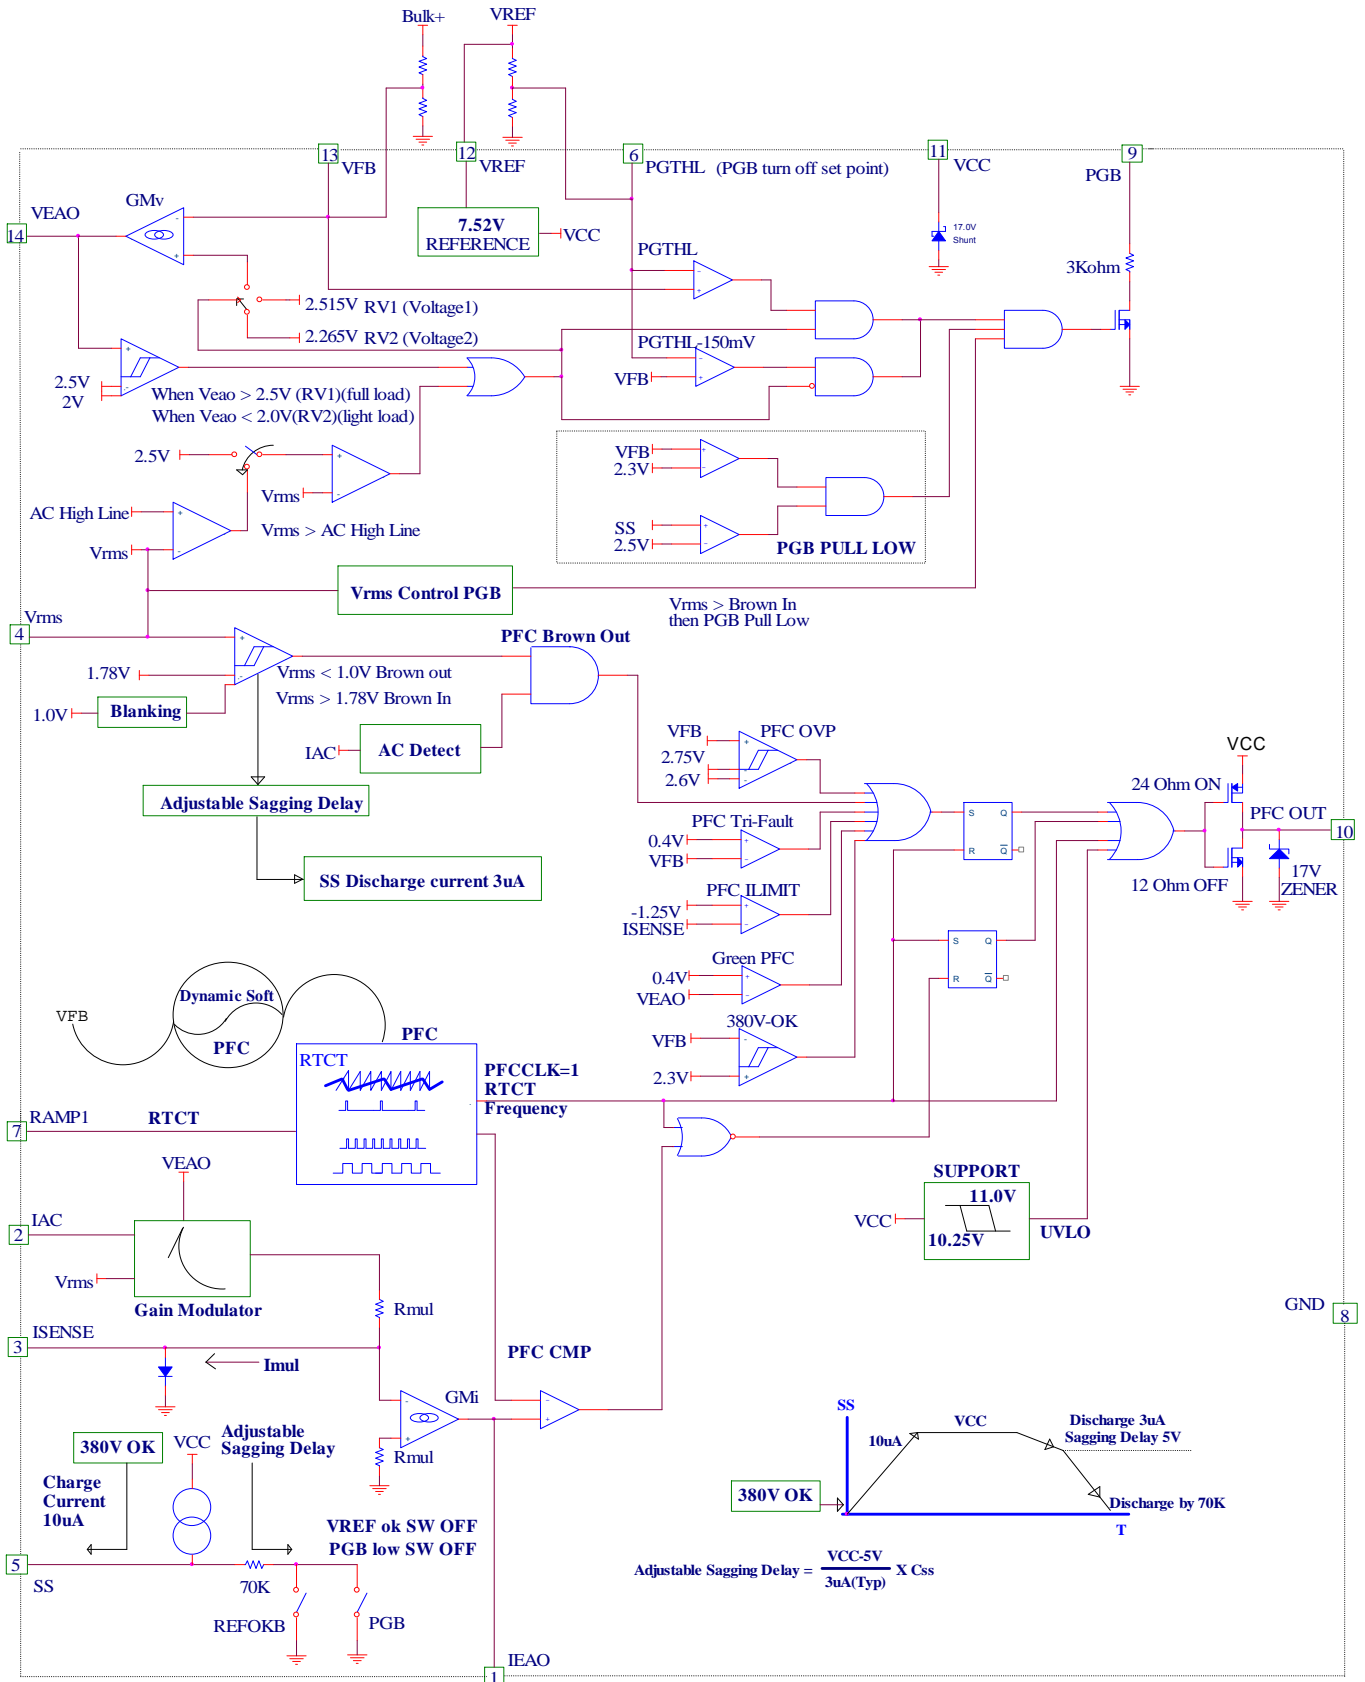 Bulk+
VREF
13
VFB
12
VREF
6
PGTHL (PGB turn off set point)
11
VCC
9
PGB
GMv
VEAO
14
-
+
7.52V
REFERENCE
VCC
17.0V
Shunt
3Kohm
PGTHL
-
+
2.515V RV1 (Voltage1)
2.265V RV2 (Voltage2)
PGTHL-150mV
-
+
VFB
+
-
2.5V
2V
When Veao > 2.5V (RV1)(full load)
When Veao < 2.0V(RV2)(light load)
2.5V
+
-
Vrms
VFB
2.3V
+
-
SS
2.5V
+
-
PGB PULL LOW
AC High Line
Vrms
+
-
Vrms > AC High Line
Vrms Control PGB
Vrms > Brown In
then PGB Pull Low
Vrms
4
PFC Brown Out
+
-
-
1.78V
Vrms < 1.0V Brown out
Vrms > 1.78V Brown In
1.0V
Blanking
IAC
AC Detect
VFB
PFC OVP
2.75V
2.6V
+
-
-
VCC
24 Ohm ON
PFC OUT
10
12 Ohm OFF
17V
ZENER
Adjustable Sagging Delay
PFC Tri-Fault
0.4V
VFB
+
-
S
Q
R
Q
SS Discharge current 3uA
PFC ILIMIT
-1.25V
ISENSE
+
-
S
Q
R
Q
Green PFC
0.4V
VEAO
+
-
380V-OK
VFB
2.3V
-
+
Dynamic Soft
VFB
PFC
PFC
RTCT
PFCCLK=1
RTCT
Frequency
RAMP1
RTCT
7
VEAO
SUPPORT
11.0V
VCC
10.25V
UVLO
IAC
2
Vrms
Gain Modulator
Rmul
GND
8
ISENSE
3
Imul
PFC CMP
-
+
GMi
-
+
Rmul
380V OK
VCC
Adjustable
Sagging Delay
Charge
Current
10uA
VREF ok SW OFF
PGB low SW OFF
5
SS
70K
REFOKB
PGB
IEAO
1
SS
10uA
VCC
Discharge 3uA
Sagging Delay 5V
380V OK
Discharge by 70K
T
Adjustable Sagging Delay = VCC-5V X Css
3uA(Typ)